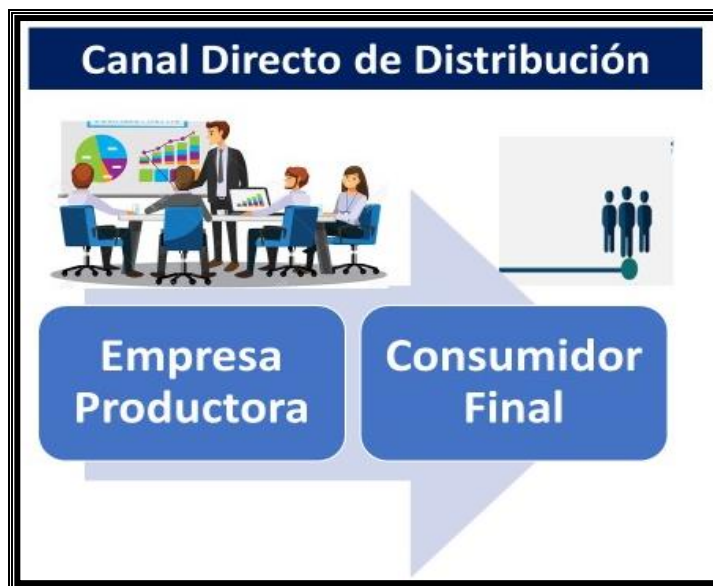 Canal Directo de Distribución
Empresa
Productora
Consumidor
Final